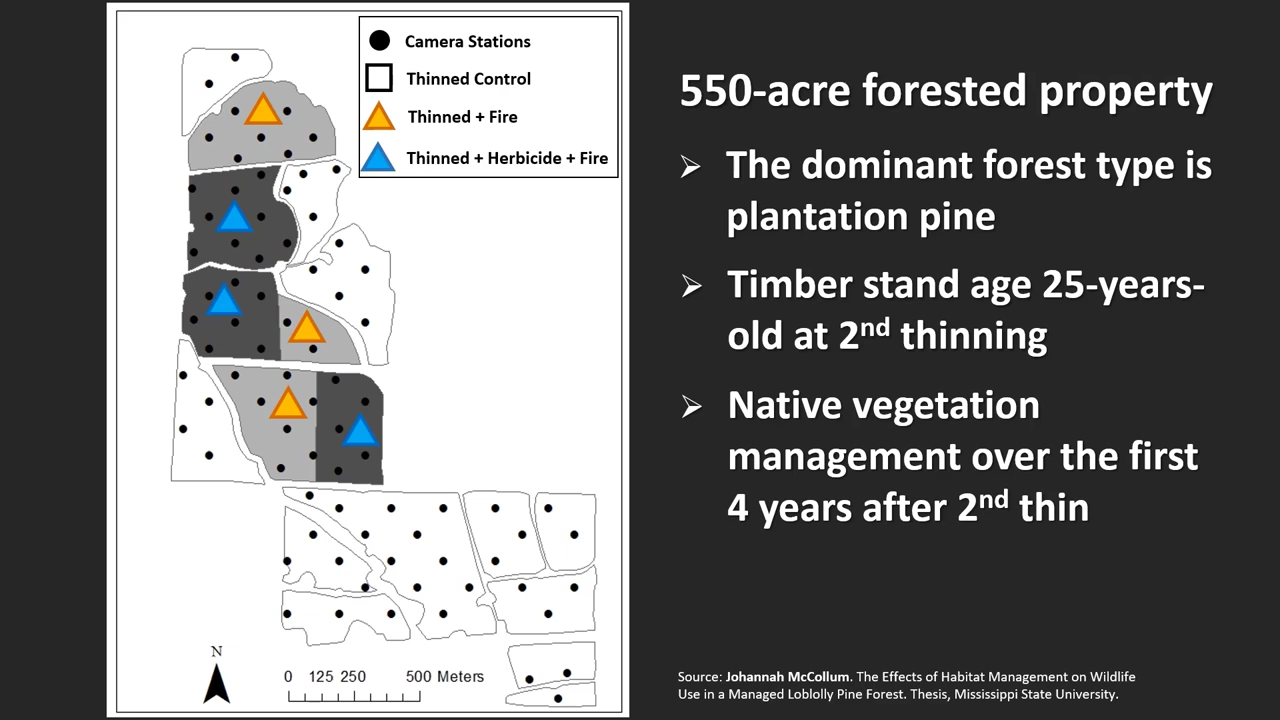 Camera Stations
Thinned Control
Thinned + Fire
Thinned + Herbicide + Fire
N
0 125 250 500 Meters
550-acre forested property
The dominant forest type is
plantation pine
Timber stand age 25-years-
old at 2nd thinning
Native vegetation
management over the first
4 years after 2nd thin
Source: Johannah McCollum. The Effects of Habitat Management on Wildlife
Use in a Managed Loblolly Pine Forest. Thesis, Mississippi State University.